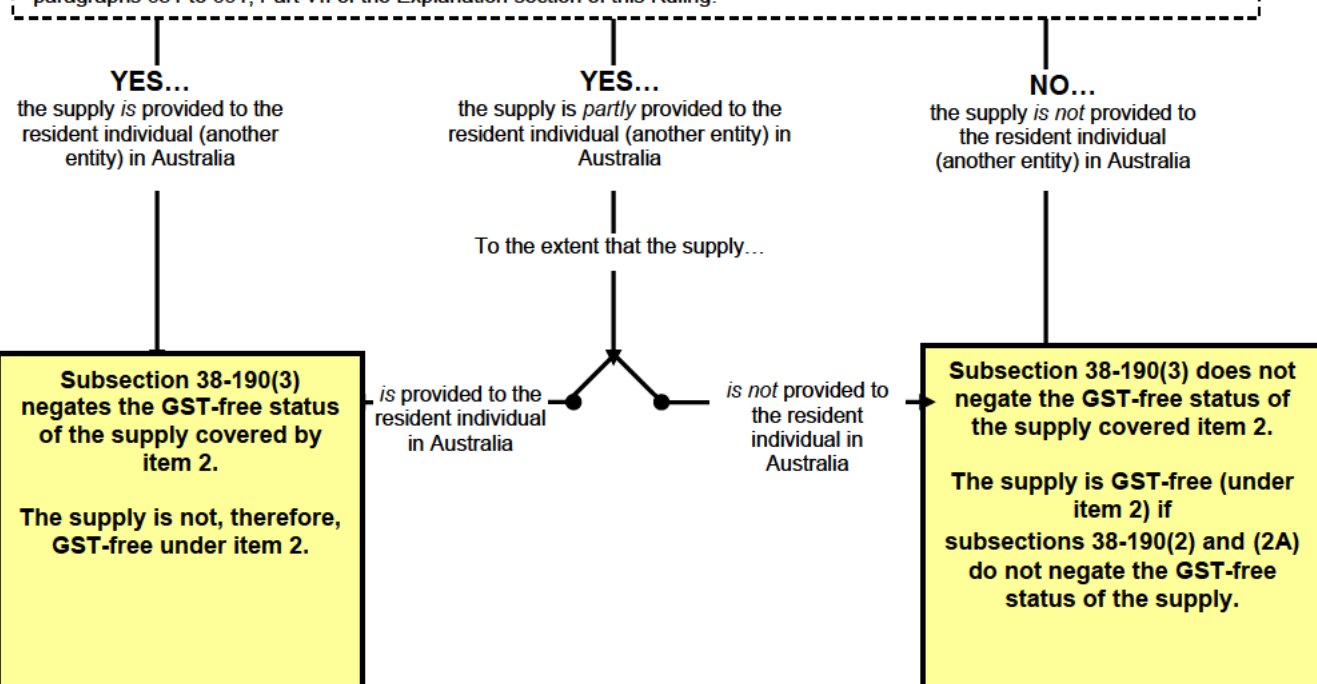 Explanation section of this Ruling.
YES...
the supply is provided to the
resident individual (another
entity) in Australia
YES...
the supply is partly provided to the
resident individual (another entity) in
Australia
NO...
the supply is not provided to
the resident individual
(another entity) in Australia
To the extent that the supply...
Subsection 38-190(3)
negates the GST-free status
of the supply covered by
item 2.
The supply is not, therefore,
GST-free under item 2.
is provided to the
resident individual
in Australia
is not provided to
the resident
individual in
Australia
Subsection 38-190(3) does not
negate the GST-free status of
the supply covered item 2.
The supply is GST-free (under
item 2) if
subsections 38-190(2) and (2A)
do not negate the GST-free
status of the supply.